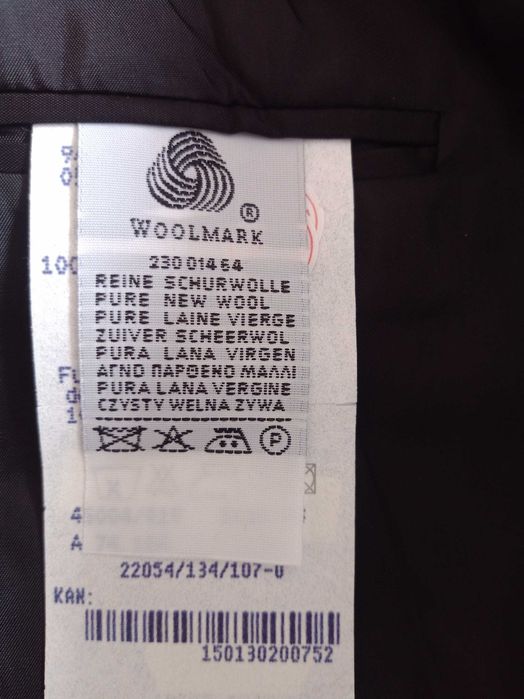 ®
WOOLMARK
230 014 64
REINE SCHURWOLLE
PURE NEW WOOL
PURE LAINE VIERGE
ZUIVER SCHEERWOL
PURA LANA VIRGEN
ΑΓΝΟ ΠΑΡΘΕΝΟ ΜΑΛΛΙ
PURA LANA VERGINE
CZYSTY WELNA ZYWA
P
22054/134/107-0
KAN:
150130200752